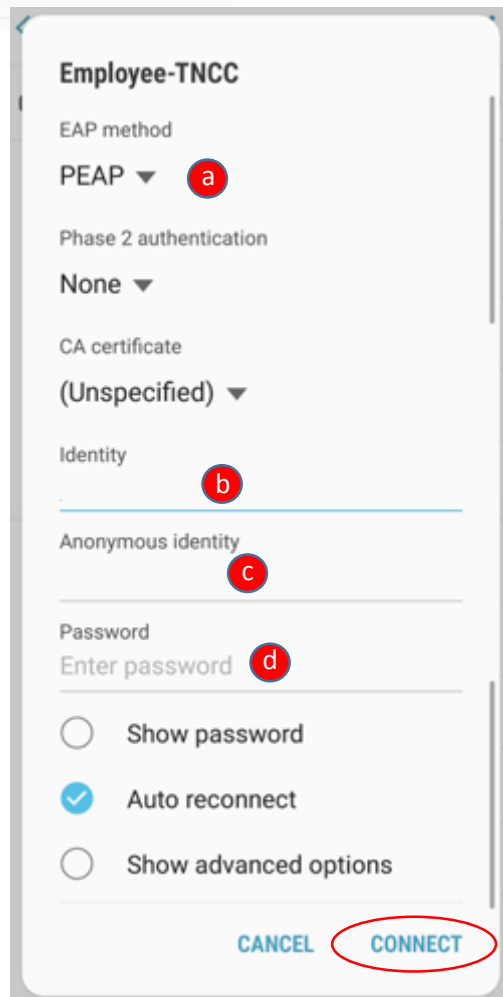 Employee-TNCC
EAP method
PEAP
a
Phase 2 authentication
None
CA certificate
(Unspecified)
Identity
b
Anonymous identity
c
Password
Enter password
d
Show password
Auto reconnect
Show advanced options
CANCEL CONNECT